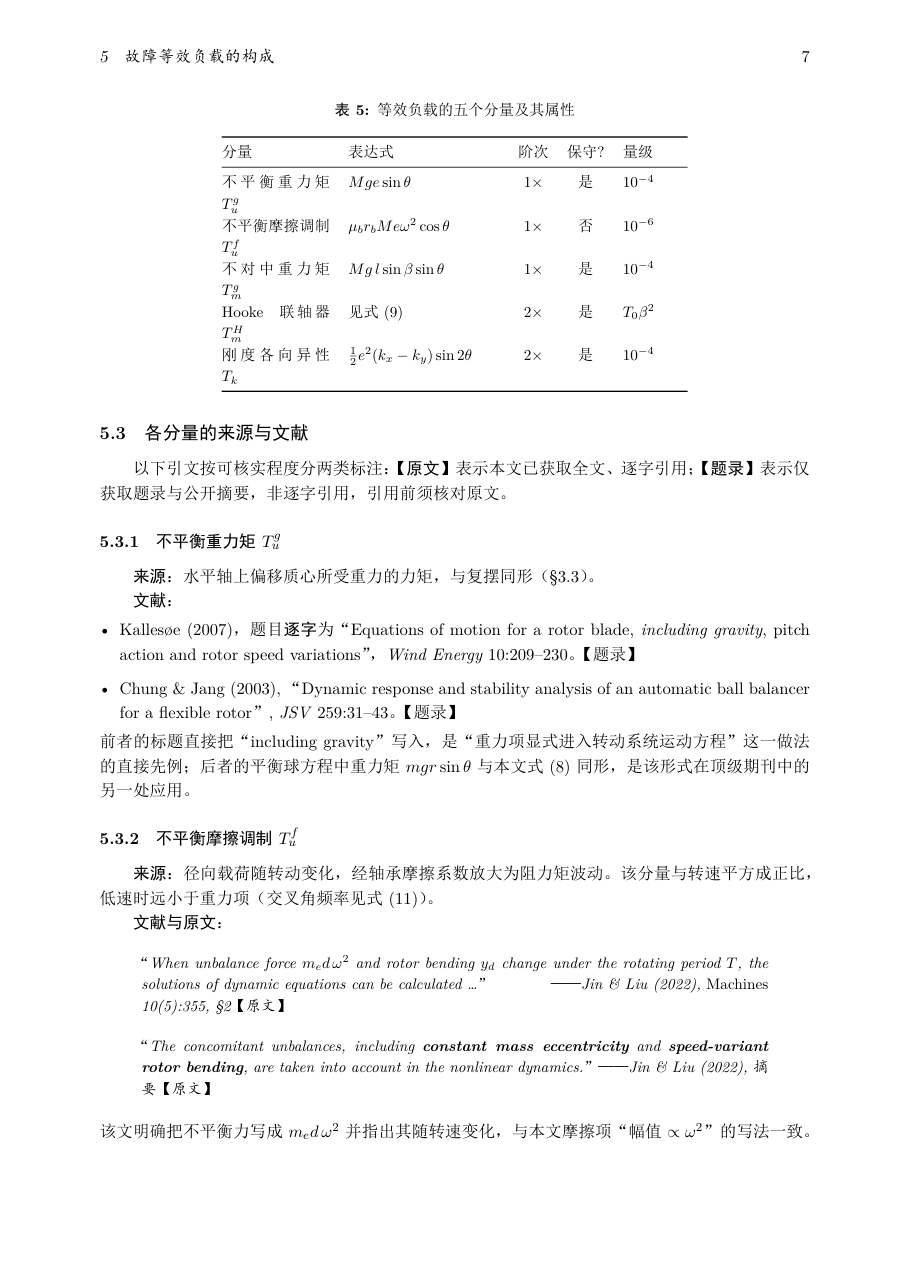 5 故障等效负载的构成 7
表 5: 等效负载的五个分量及其属性
分量 表达式 阶次 保守? 量级
不平衡重力矩 Mge sin θ 1× 是 10⁻⁴
T_u^g
不平衡摩擦调制 μ_b r_b Meω² cos θ 1× 否 10⁻⁶
T_u^f
不对中重力矩 Mg l sin β sin θ 1× 是 10⁻⁴
T_m^g
Hooke 联轴器 见式 (9) 2× 是 T₀β²
T_m^H
刚度各向异性 ½e²(k_x − k_y) sin 2θ 2× 是 10⁻⁴
T_k
5.3 各分量的来源与文献
以下引文按可核实程度分两类标注：【原文】表示本文已获取全文、逐字引用；【题录】表示仅
获取题录与公开摘要，非逐字引用，引用前须核对原文。
5.3.1 不平衡重力矩 T_u^g
来源：水平轴上偏移质心所受重力的力矩，与复摆同形（§3.3）。
文献：
• Kallesøe (2007)，题目逐字为“Equations of motion for a rotor blade, including gravity, pitch
action and rotor speed variations”，Wind Energy 10:209–230。【题录】
• Chung & Jang (2003), “Dynamic response and stability analysis of an automatic ball balancer
for a flexible rotor”, JSV 259:31–43。【题录】
前者的标题直接把“including gravity”写入，是“重力项显式进入转动系统运动方程”这一做法
的直接先例；后者的平衡球方程中重力矩 mgr sin θ 与本文式 (8) 同形，是该形式在顶级期刊中的
另一处应用。
5.3.2 不平衡摩擦调制 T_u^f
来源：径向载荷随转动变化，经轴承摩擦系数放大为阻力矩波动。该分量与转速平方成正比，
低速时远小于重力项（交叉角频率见式 (11)）。
文献与原文：
“When unbalance force m_e d ω² and rotor bending y_d change under the rotating period T, the
solutions of dynamic equations can be calculated …” ——Jin & Liu (2022), Machines
10(5):355, §2【原文】
“The concomitant unbalances, including constant mass eccentricity and speed-variant
rotor bending, are taken into account in the nonlinear dynamics.” ——Jin & Liu (2022), 摘
要【原文】
该文明确把不平衡力写成 m_e d ω² 并指出其随转速变化，与本文摩擦项“幅值 ∝ ω²”的写法一致。